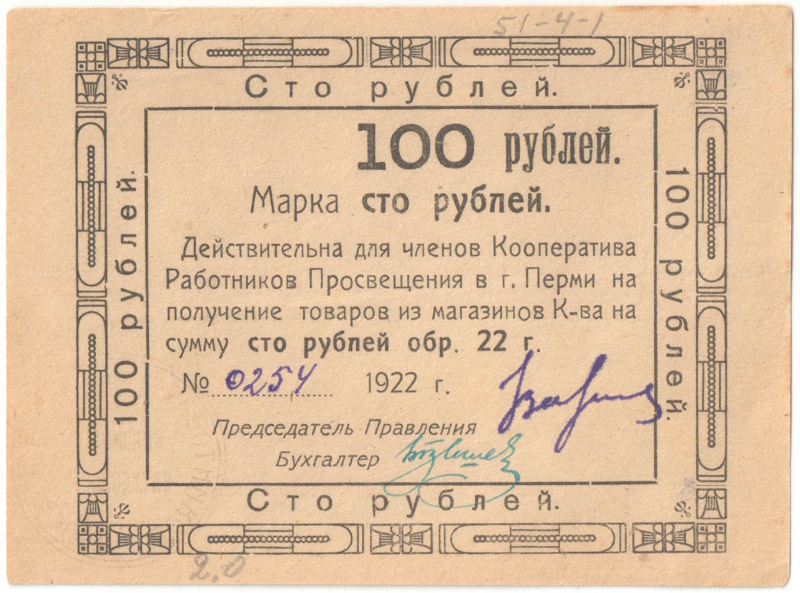 51-4-1
Сто рублей.
100 рублей.
100 рублей.
100 рублей.
Марка сто рублей.
Действительна для членов Кооператива
Работников Просвещения в г. Перми на
получение товаров из магазинов К-ва на
сумму сто рублей обр. 22 г.
№ 0254 1922 г.
Председатель Правления
Бухгалтер
Сто рублей.
2.0